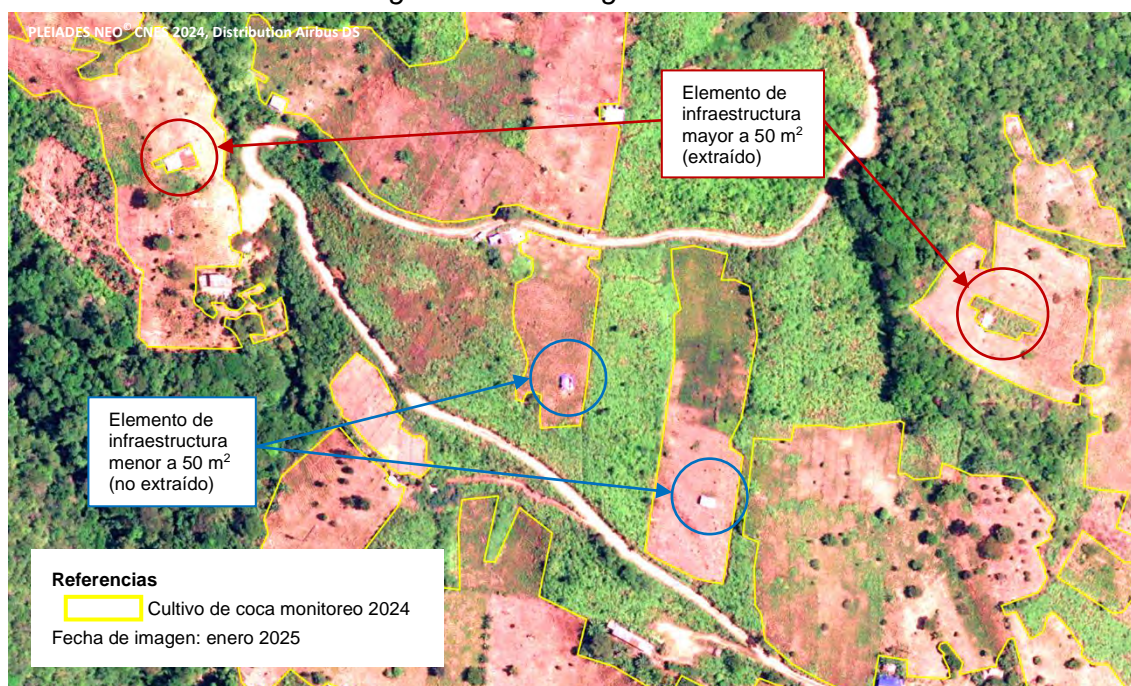 PLEIADES NEO© CNES 2024, Distribution Airbus DS
Elemento de
infraestructura
mayor a 50 m²
(extraído)
Elemento de
infraestructura
menor a 50 m²
(no extraído)
Referencias
Cultivo de coca monitoreo 2024
Fecha de imagen: enero 2025